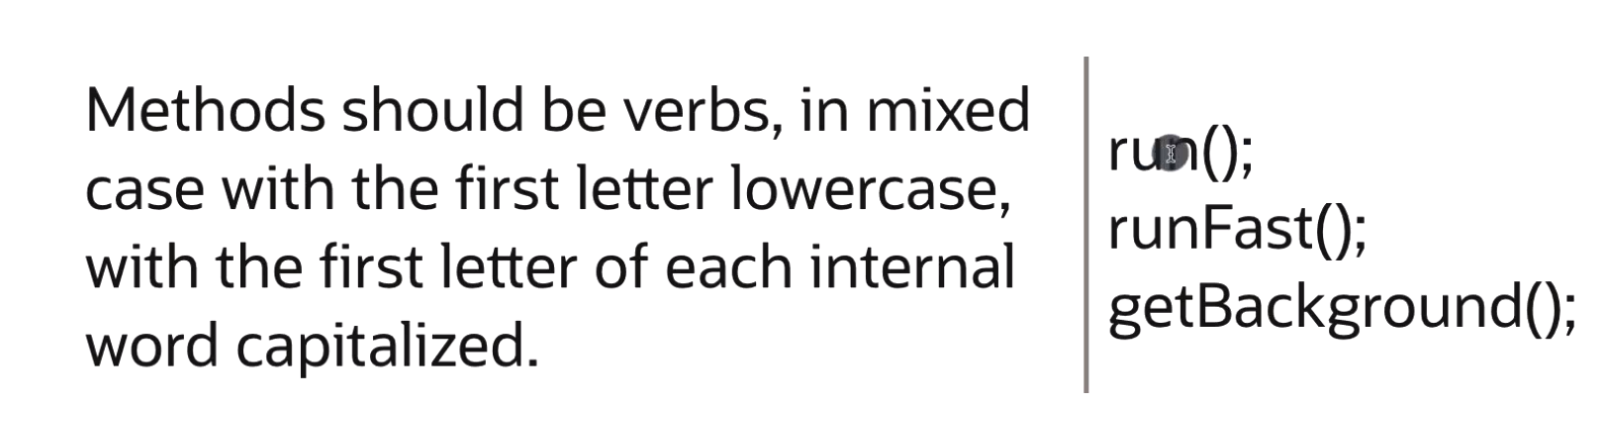 Methods should be verbs, in mixed
case with the first letter lowercase,
with the first letter of each internal
word capitalized.
run();
runFast();
getBackground();